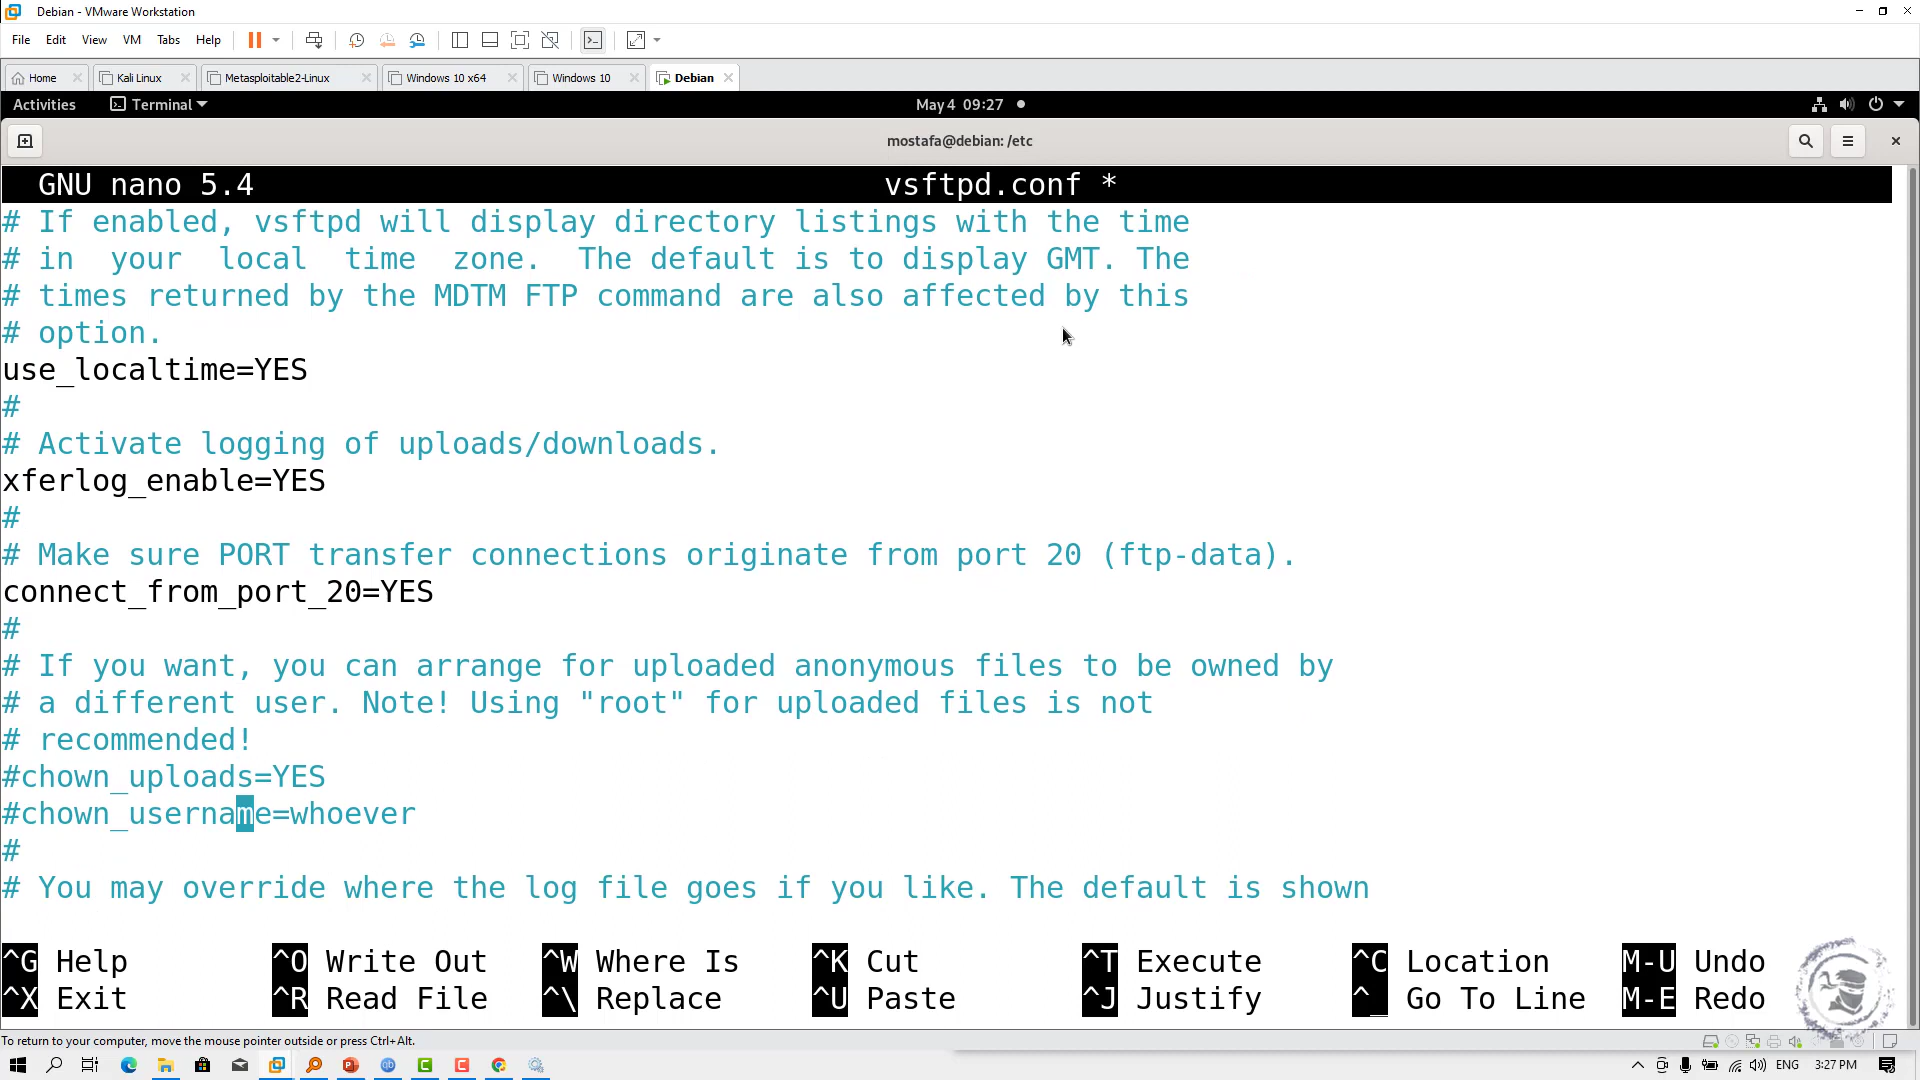 Debian - VMware Workstation
File Edit View VM Tabs Help
Home Kali Linux Metasploitable2-Linux Windows 10 x64 Windows 10 Debian
Activities Terminal May 4 09:27
mostafa@debian: /etc
GNU nano 5.4 vsftpd.conf *
# If enabled, vsftpd will display directory listings with the time
# in  your  local  time  zone.  The default is to display GMT. The
# times returned by the MDTM FTP command are also affected by this
# option.
use_localtime=YES
#
# Activate logging of uploads/downloads.
xferlog_enable=YES
#
# Make sure PORT transfer connections originate from port 20 (ftp-data).
connect_from_port_20=YES
#
# If you want, you can arrange for uploaded anonymous files to be owned by
# a different user. Note! Using "root" for uploaded files is not
# recommended!
#chown_uploads=YES
#chown_username=whoever
#
# You may override where the log file goes if you like. The default is shown
^G Help ^O Write Out ^W Where Is ^K Cut ^T Execute ^C Location M-U Undo
^X Exit ^R Read File ^\ Replace ^U Paste ^J Justify ^_ Go To Line M-E Redo
To return to your computer, move the mouse pointer outside or press Ctrl+Alt.
ENG 3:27 PM